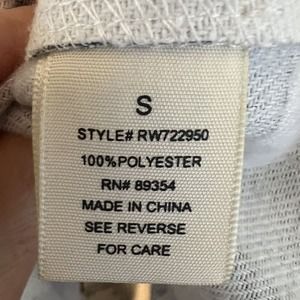 S
STYLE# RW722950
100%POLYESTER
RN# 89354
MADE IN CHINA
SEE REVERSE
FOR CARE